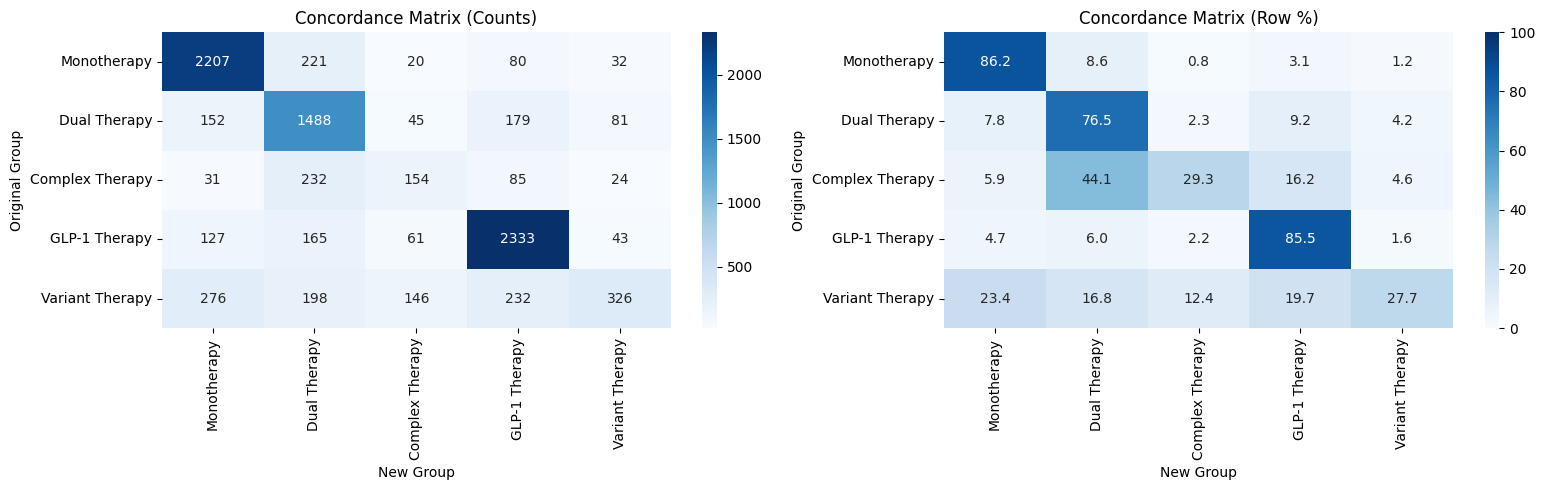 Concordance Matrix (Counts)
Original Group
Monotherapy 2207 221 20 80 32
Dual Therapy 152 1488 45 179 81
Complex Therapy 31 232 154 85 24
GLP-1 Therapy 127 165 61 2333 43
Variant Therapy 276 198 146 232 326
Monotherapy
Dual Therapy
Complex Therapy
GLP-1 Therapy
Variant Therapy
New Group
2000
1500
1000
500
Concordance Matrix (Row %)
Original Group
Monotherapy 86.2 8.6 0.8 3.1 1.2
Dual Therapy 7.8 76.5 2.3 9.2 4.2
Complex Therapy 5.9 44.1 29.3 16.2 4.6
GLP-1 Therapy 4.7 6.0 2.2 85.5 1.6
Variant Therapy 23.4 16.8 12.4 19.7 27.7
Monotherapy
Dual Therapy
Complex Therapy
GLP-1 Therapy
Variant Therapy
New Group
100
80
60
40
20
0